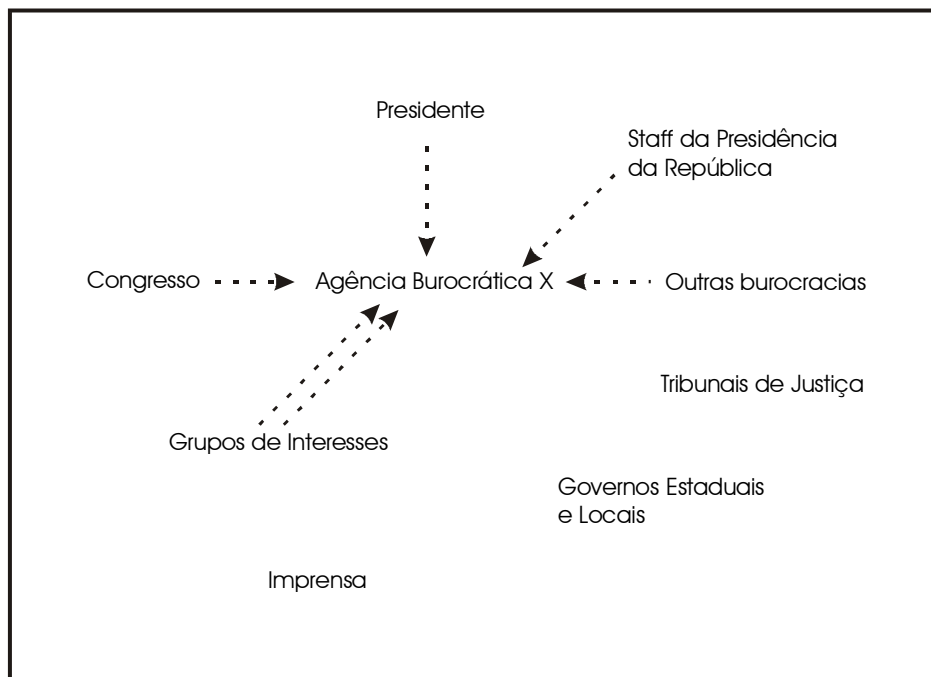 Presidente
Staff da Presidência
da República
Congresso
Agência Burocrática X
Outras burocracias
Tribunais de Justiça
Grupos de Interesses
Governos Estaduais
e Locais
Imprensa